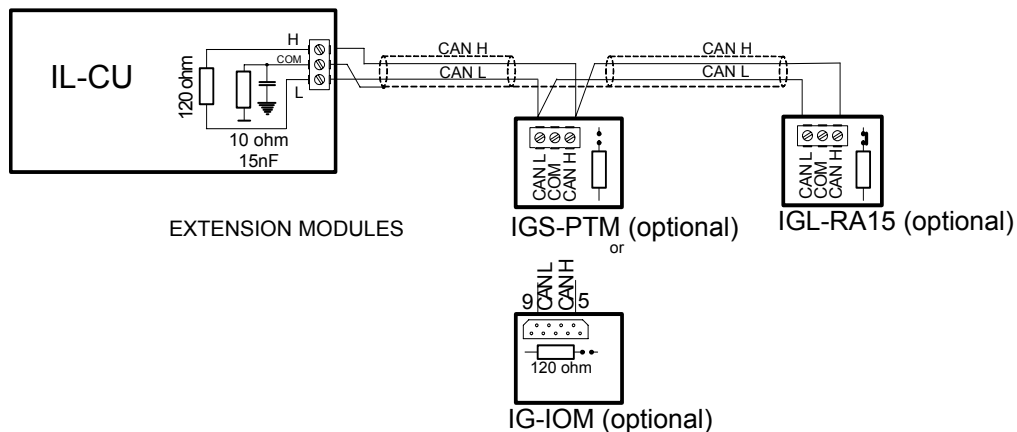 IL-CU
120 ohm
H
COM
L
10 ohm
15nF
CAN H
CAN L
CAN H
CAN L
EXTENSION MODULES
CAN L
COM
CAN H
IGS-PTM (optional)
or
CAN L
COM
CAN H
IGL-RA15 (optional)
9
CAN L
CAN H
5
120 ohm
IG-IOM (optional)